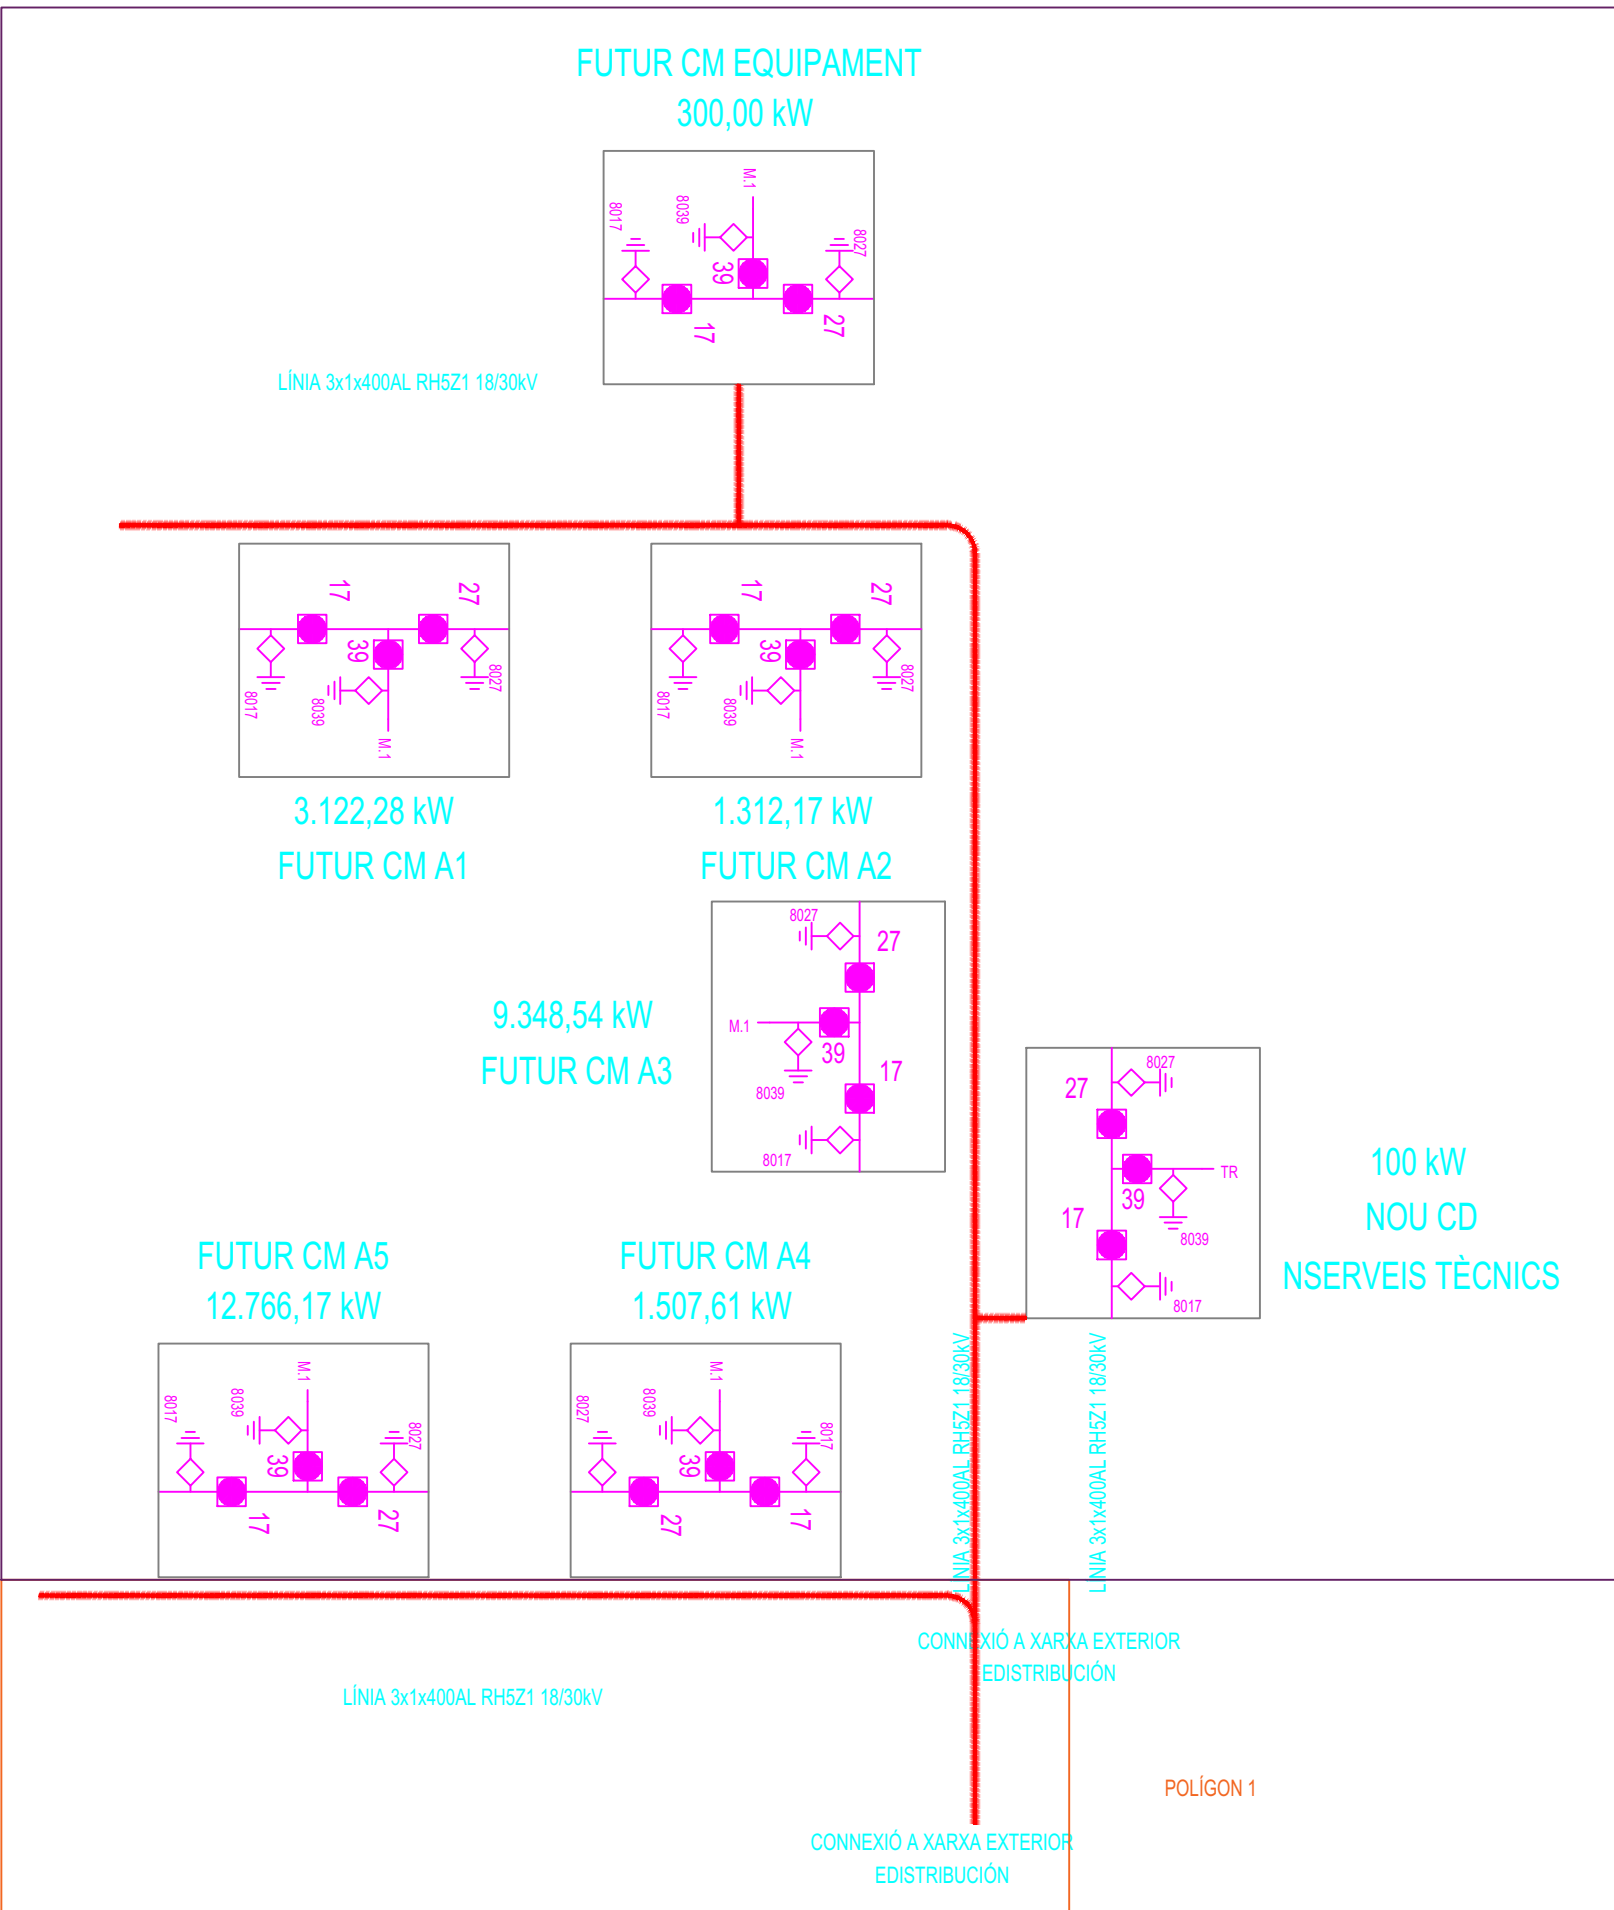 FUTUR CM EQUIPAMENT
300,00 kW
M.1
8017
8039
8027
39
17
27
LÍNIA 3x1x400AL RH5Z1 18/30kV
17
27
39
8017
8039
8027
M.1
3.122,28 kW
FUTUR CM A1
17
27
39
8017
8039
8027
M.1
1.312,17 kW
FUTUR CM A2
8027
27
M.1
39
17
8039
8017
9.348,54 kW
FUTUR CM A3
8027
27
TR
39
17
8039
8017
100 kW
NOU CD
NSERVEIS TÈCNICS
FUTUR CM A5
12.766,17 kW
M.1
8017
8039
8027
39
17
27
FUTUR CM A4
1.507,61 kW
M.1
8027
8039
8017
39
27
17
LÍNIA 3x1x400AL RH5Z1 18/30kV
LÍNIA 3x1x400AL RH5Z1 18/30kV
CONNEXIÓ A XARXA EXTERIOR
EDISTRIBUCIÓN
LÍNIA 3x1x400AL RH5Z1 18/30kV
POLÍGON 1
CONNEXIÓ A XARXA EXTERIOR
EDISTRIBUCIÓN